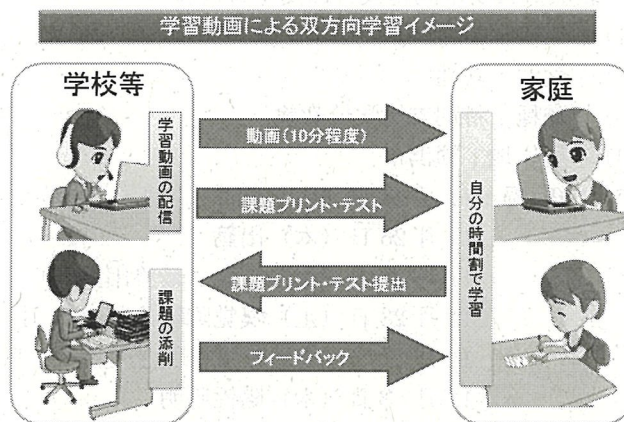 学習動画による双方向学習イメージ
学校等
家庭
学習動画の配信
課題の添削
動画(10分程度)
課題プリント・テスト
課題プリント・テスト提出
フィードバック
自分の時間割で学習